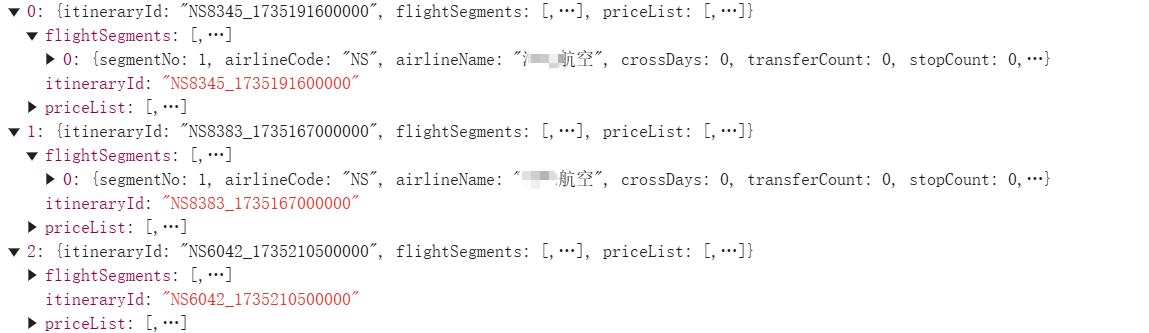 0: {itineraryId: "NS8345_1735191600000", flightSegments: [,…], priceList: [,…]}
flightSegments: [,…]
0: {segmentNo: 1, airlineCode: "NS", airlineName: "航空", crossDays: 0, transferCount: 0, stopCount: 0,…}
itineraryId: "NS8345_1735191600000"
priceList: [,…]
1: {itineraryId: "NS8383_1735167000000", flightSegments: [,…], priceList: [,…]}
flightSegments: [,…]
0: {segmentNo: 1, airlineCode: "NS", airlineName: "航空", crossDays: 0, transferCount: 0, stopCount: 0,…}
itineraryId: "NS8383_1735167000000"
priceList: [,…]
2: {itineraryId: "NS6042_1735210500000", flightSegments: [,…], priceList: [,…]}
flightSegments: [,…]
itineraryId: "NS6042_1735210500000"
priceList: [,…]